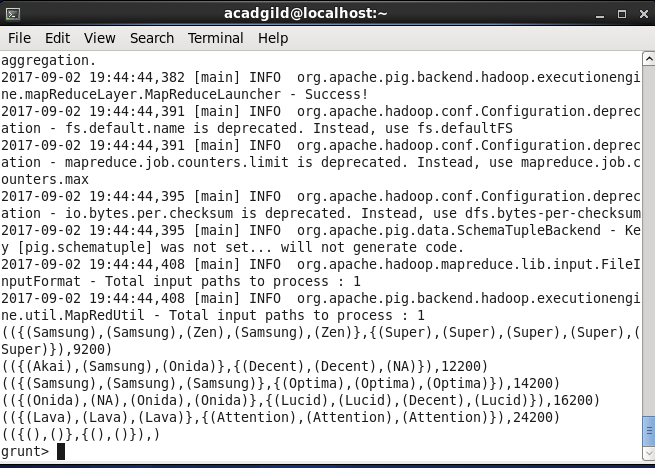 acadgild@localhost:~
File Edit View Search Terminal Help
aggregation.
2017-09-02 19:44:44,382 [main] INFO  org.apache.pig.backend.hadoop.executionengi
ne.mapReduceLayer.MapReduceLauncher - Success!
2017-09-02 19:44:44,391 [main] INFO  org.apache.hadoop.conf.Configuration.deprec
ation - fs.default.name is deprecated. Instead, use fs.defaultFS
2017-09-02 19:44:44,391 [main] INFO  org.apache.hadoop.conf.Configuration.deprec
ation - mapreduce.job.counters.limit is deprecated. Instead, use mapreduce.job.c
ounters.max
2017-09-02 19:44:44,395 [main] INFO  org.apache.hadoop.conf.Configuration.deprec
ation - io.bytes.per.checksum is deprecated. Instead, use dfs.bytes-per-checksum
2017-09-02 19:44:44,395 [main] INFO  org.apache.pig.data.SchemaTupleBackend - Ke
y [pig.schematuple] was not set... will not generate code.
2017-09-02 19:44:44,408 [main] INFO  org.apache.hadoop.mapreduce.lib.input.FileI
nputFormat - Total input paths to process : 1
2017-09-02 19:44:44,408 [main] INFO  org.apache.pig.backend.hadoop.executionengi
ne.util.MapRedUtil - Total input paths to process : 1
(({(Samsung),(Samsung),(Zen),(Samsung),(Zen)},{(Super),(Super),(Super),(Super),(
Super)}),9200)
(({(Akai),(Samsung),(Onida)},{(Decent),(Decent),(NA)}),12200)
(({(Samsung),(Samsung),(Samsung)},{(Optima),(Optima),(Optima)}),14200)
(({(Onida),(NA),(Onida),(Onida)},{(Lucid),(Lucid),(Decent),(Lucid)}),16200)
(({(Lava),(Lava),(Lava)},{(Attention),(Attention),(Attention)}),24200)
(({(),()},{(),()}),)
grunt>